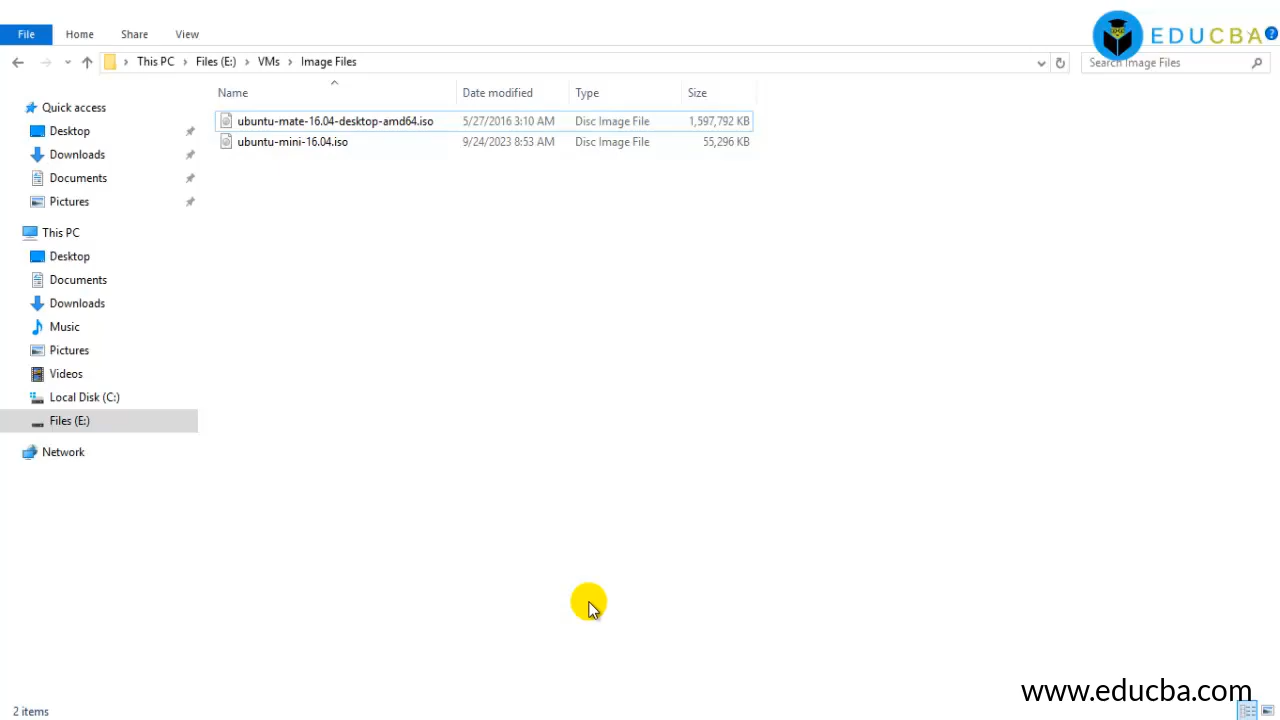 EDUCBA
File Home Share View
This PC Files (E:) VMs Image Files
Search Image Files
Name Date modified Type Size
ubuntu-mate-16.04-desktop-amd64.iso 5/27/2016 3:10 AM Disc Image File 1,597,792 KB
ubuntu-mini-16.04.iso 9/24/2023 8:53 AM Disc Image File 55,296 KB
Quick access
Desktop
Downloads
Documents
Pictures
This PC
Desktop
Documents
Downloads
Music
Pictures
Videos
Local Disk (C:)
Files (E:)
Network
www.educba.com
2 items